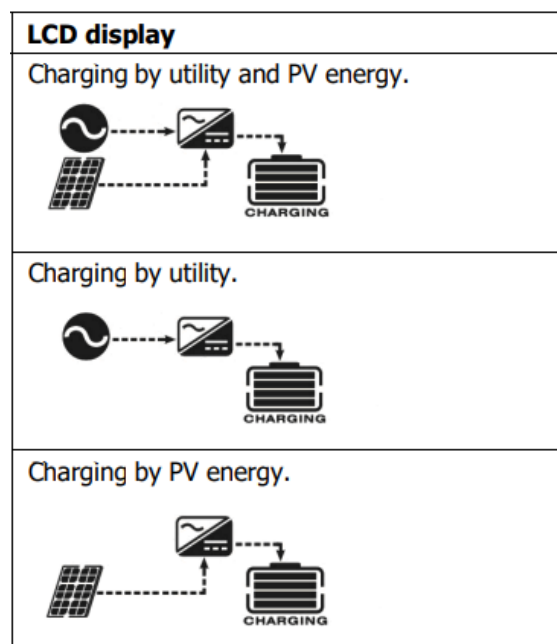 LCD display
Charging by utility and PV energy.
CHARGING
Charging by utility.
CHARGING
Charging by PV energy.
CHARGING